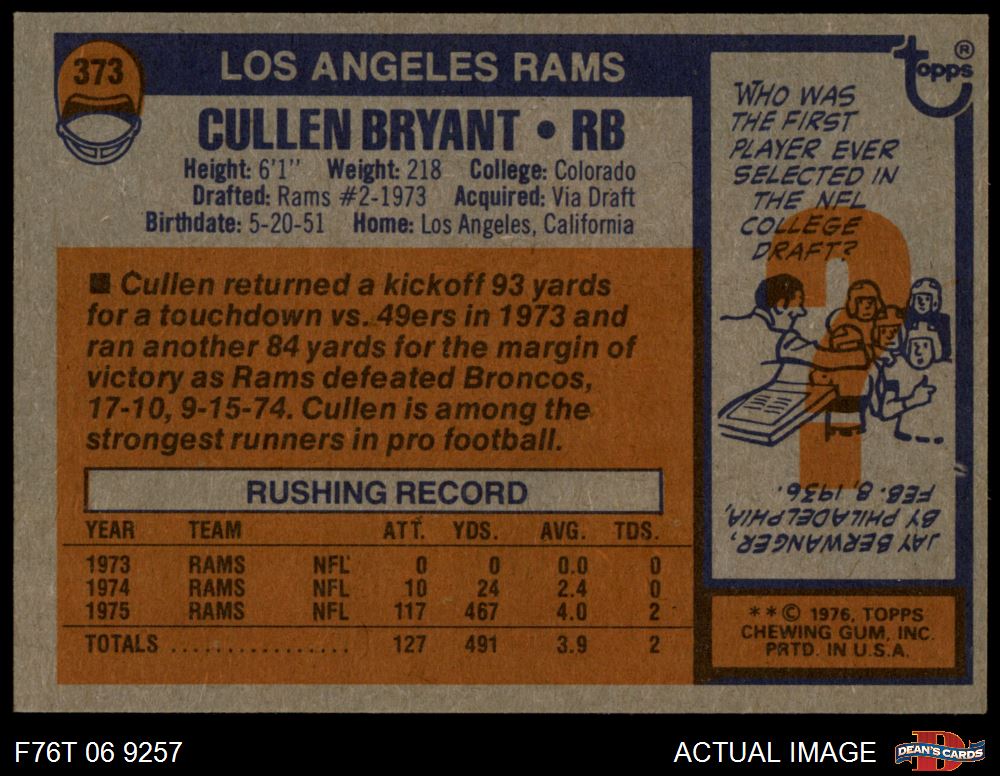 373
LOS ANGELES RAMS
CULLEN BRYANT • RB
Height: 6'1" Weight: 218 College: Colorado
Drafted: Rams #2-1973 Acquired: Via Draft
Birthdate: 5-20-51 Home: Los Angeles, California
■ Cullen returned a kickoff 93 yards
for a touchdown vs. 49ers in 1973 and
ran another 84 yards for the margin of
victory as Rams defeated Broncos,
17-10, 9-15-74. Cullen is among the
strongest runners in pro football.
RUSHING RECORD
YEAR TEAM ATT. YDS. AVG. TDS.
1973 RAMS NFL 0 0 0.0 0
1974 RAMS NFL 10 24 2.4 0
1975 RAMS NFL 117 467 4.0 2
TOTALS ................. 127 491 3.9 2
topps ®
WHO WAS
THE FIRST
PLAYER EVER
SELECTED IN
THE NFL
COLLEGE
DRAFT?
JAY BERWANGER,
BY PHILADELPHIA,
FEB. 8, 1936.
**© 1976, TOPPS
CHEWING GUM, INC.
PRTD. IN U.S.A.
F76T 06 9257
ACTUAL IMAGE
D
DEAN'S CARDS